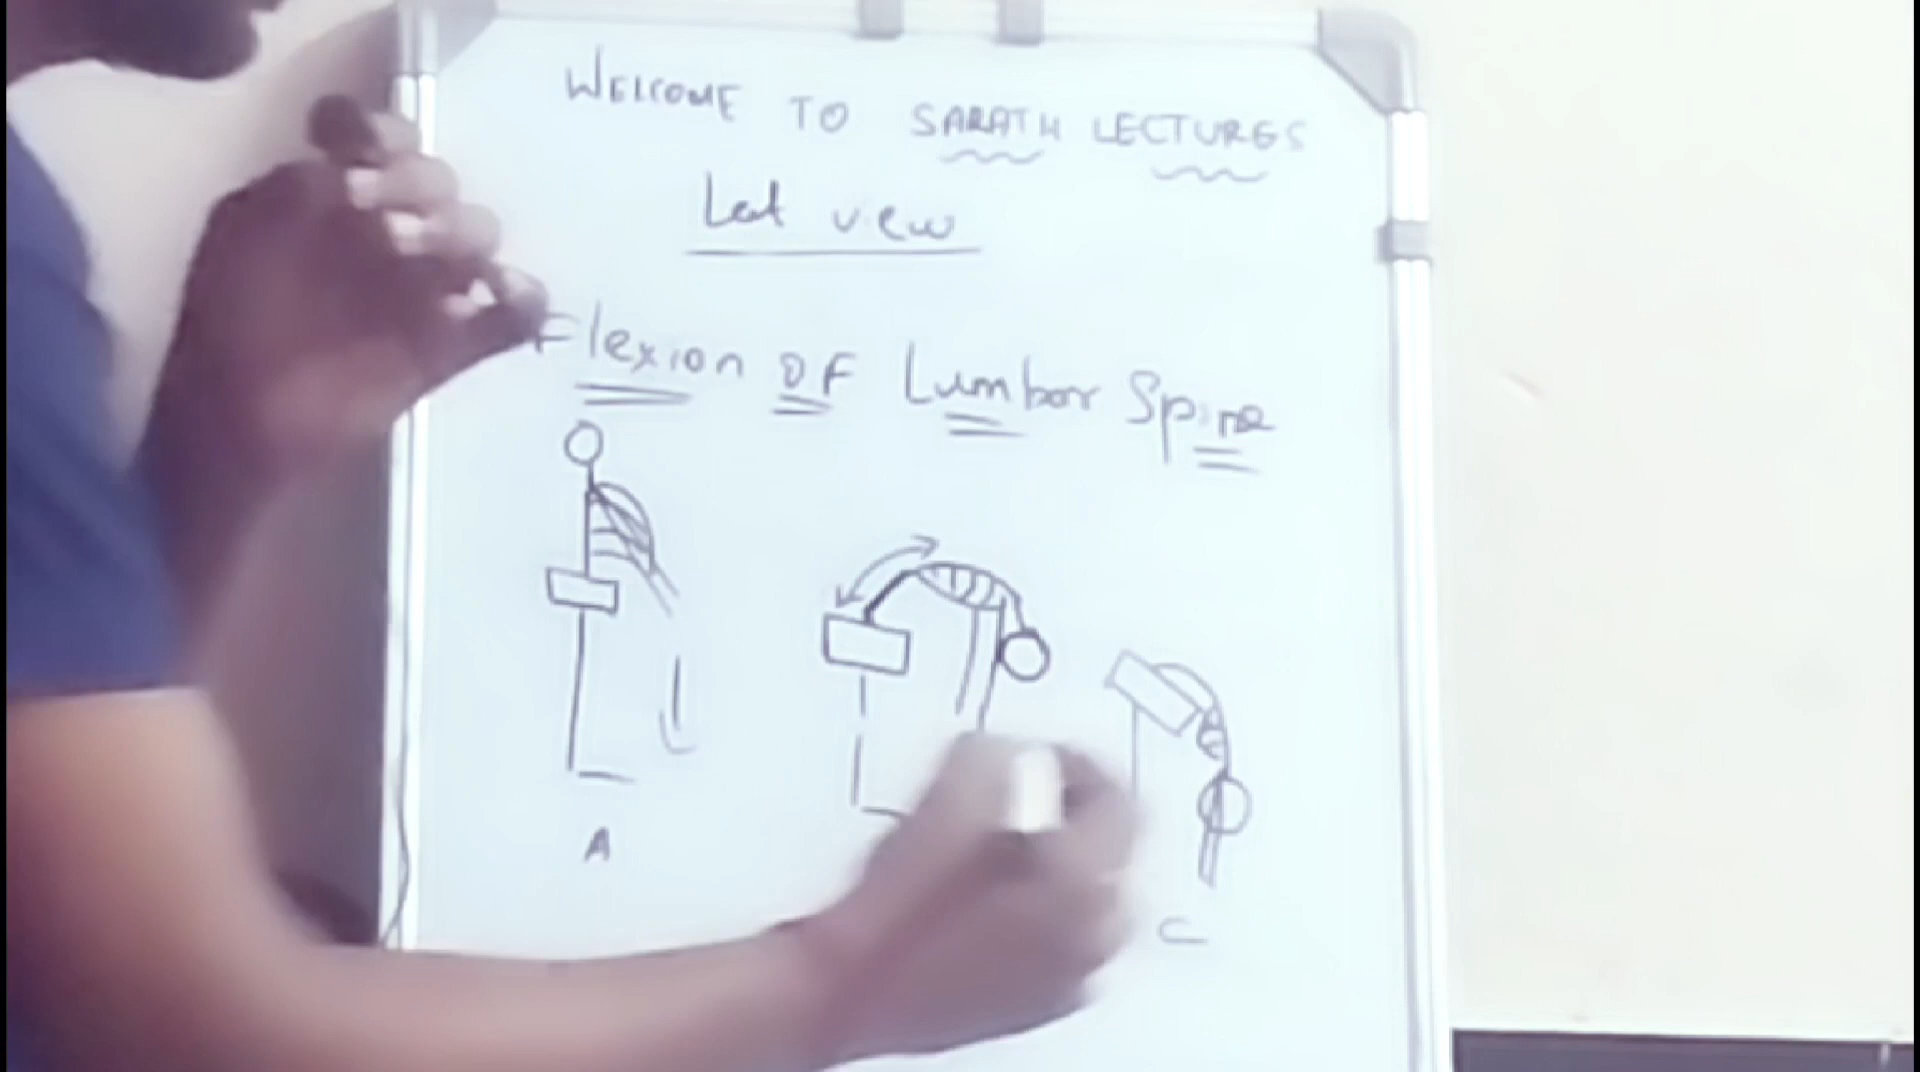 WELCOME TO SARATH LECTURES
Lat view
Flexion OF Lumbar Spine
A
C